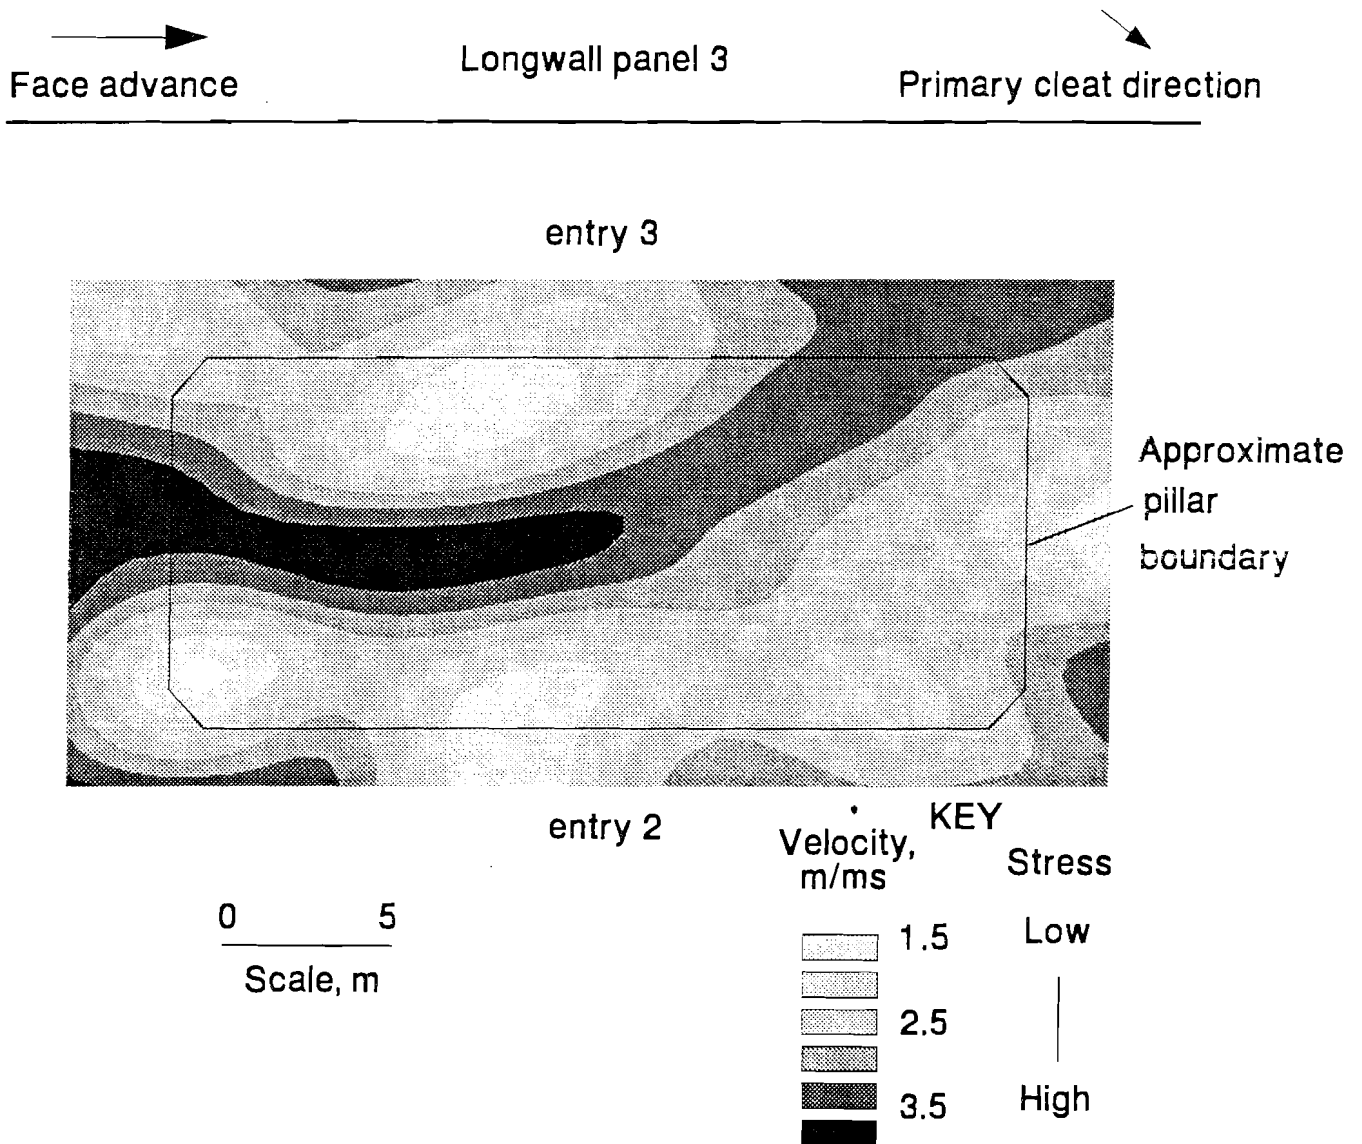 Face advance
Longwall panel 3
Primary cleat direction
entry 3
Approximate
pillar
boundary
entry 2
KEY
Velocity,
m/ms
Stress
0 5
Scale, m
1.5 Low
2.5
3.5 High